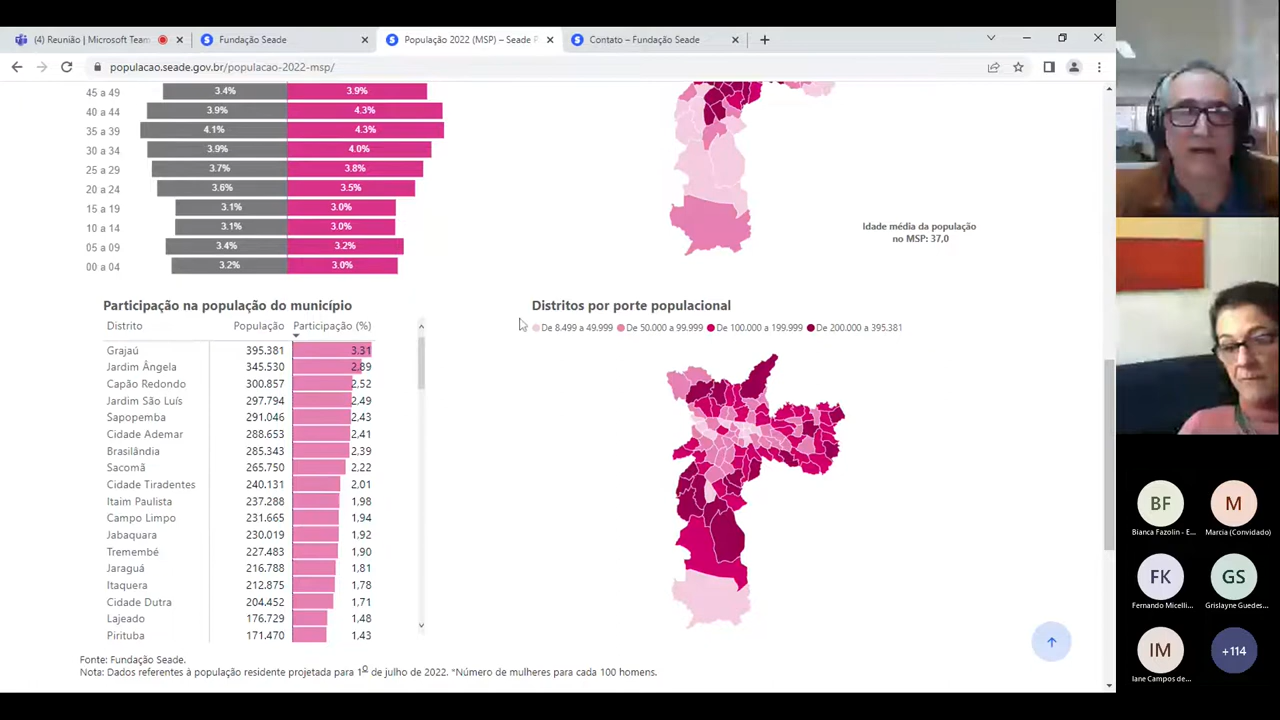 (4) Reunião | Microsoft Team
Fundação Seade
População 2022 (MSP) – Seade P
Contato – Fundação Seade
populacao.seade.gov.br/populacao-2022-msp/
45 a 49 3.4% 3.9%
40 a 44 3.9% 4.3%
35 a 39 4.1% 4.3%
30 a 34 3.9% 4.0%
25 a 29 3.7% 3.8%
20 a 24 3.6% 3.5%
15 a 19 3.1% 3.0%
10 a 14 3.1% 3.0%
05 a 09 3.4% 3.2%
00 a 04 3.2% 3.0%
Idade média da população
no MSP: 37,0
Participação na população do município
Distrito População Participação (%)
Grajaú 395.381 3.31
Jardim Ângela 345.530 2.89
Capão Redondo 300.857 2.52
Jardim São Luís 297.794 2.49
Sapopemba 291.046 2.43
Cidade Ademar 288.653 2.41
Brasilândia 285.343 2.39
Sacomã 265.750 2.22
Cidade Tiradentes 240.131 2.01
Itaim Paulista 237.288 1,98
Campo Limpo 231.665 1,94
Jabaquara 230.019 1,92
Tremembé 227.483 1,90
Jaraguá 216.788 1,81
Itaquera 212.875 1,78
Cidade Dutra 204.452 1,71
Lajeado 176.729 1,48
Pirituba 171.470 1,43
Distritos por porte populacional
De 8.499 a 49.999 De 50.000 a 99.999 De 100.000 a 199.999 De 200.000 a 395.381
Fonte: Fundação Seade.
Nota: Dados referentes à população residente projetada para 1º de julho de 2022. *Número de mulheres para cada 100 homens.
BF M
Bianca Fazolin - E... Marcia (Convidado)
FK GS
Fernando Micelli... Grislayne Guedes...
IM +114
Iane Campos de...